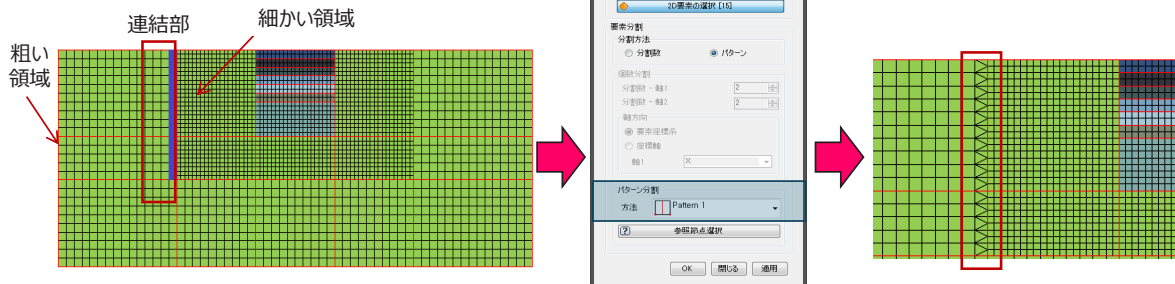 連結部
細かい領域
粗い
領域
2D要素の選択 [15]
要素分割
分割方法
分割数
パターン
個数分割
分割数 - 軸1
2
分割数 - 軸2
2
軸方向
要素座標系
座標軸
軸1
X
パターン分割
方法
Pattern 1
参照節点選択
OK
閉じる
適用